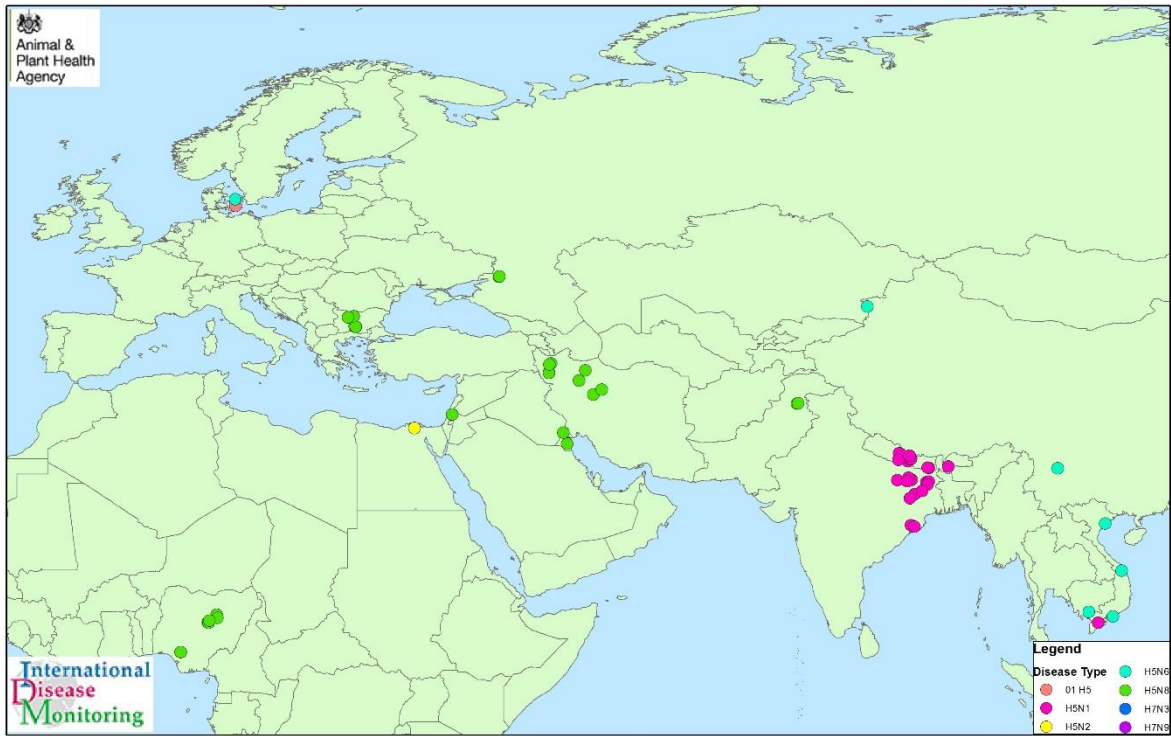 Animal &
Plant Health
Agency
International
Disease
Monitoring
Legend
Disease Type
01 H5
H5N1
H5N2
H5N6
H5N8
H7N3
H7N9